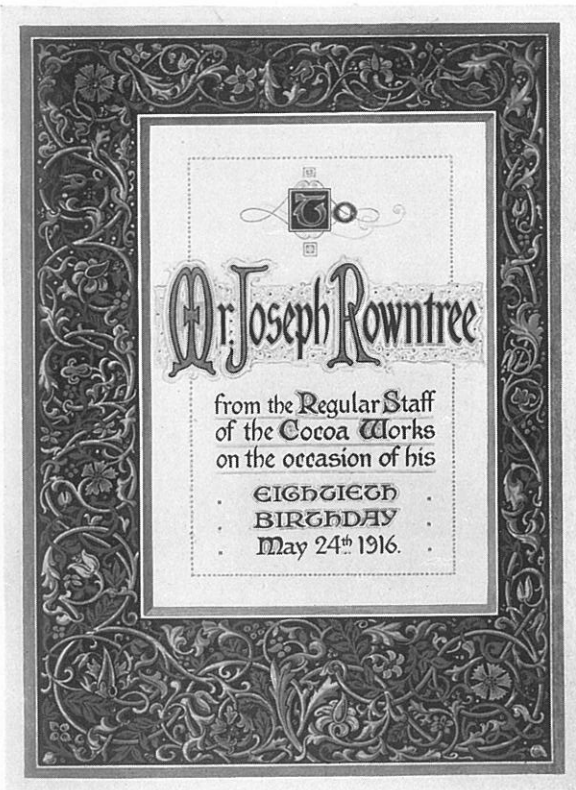 To
Mr. Joseph Rowntree
from the Regular Staff
of the Cocoa Works
on the occasion of his
EIGHTIETH
BIRTHDAY
May 24th 1916.